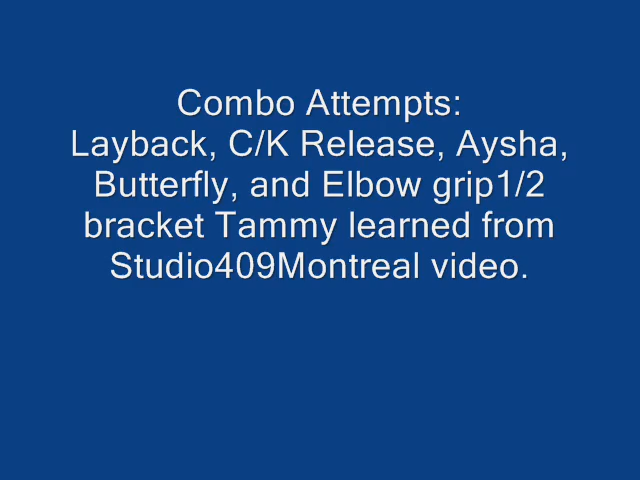 Combo Attempts:
Layback, C/K Release, Aysha,
Butterfly, and Elbow grip1/2
bracket Tammy learned from
Studio409Montreal video.